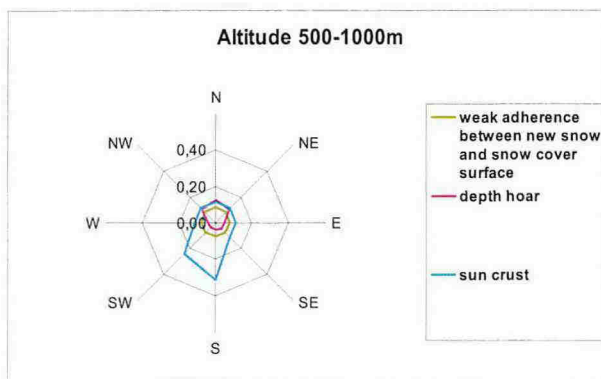 Altitude 500-1000m
N
NW
NE
0,40
0,20
W
0,00
E
SW
SE
S
weak adherence
between new snow
and snow cover
surface
depth hoar
sun crust